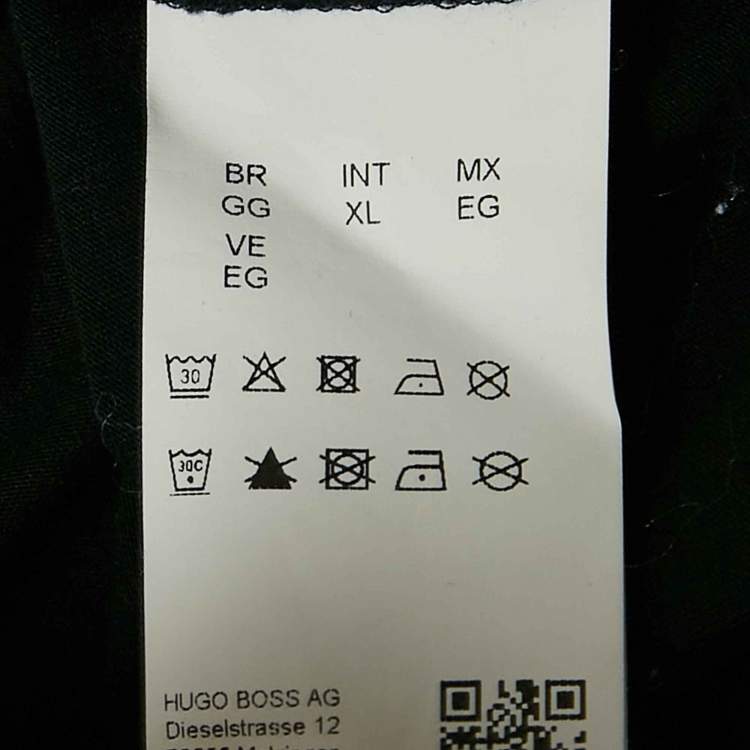 BR INT MX
GG XL EG
VE
EG
30
30C
HUGO BOSS AG
Dieselstrasse 12